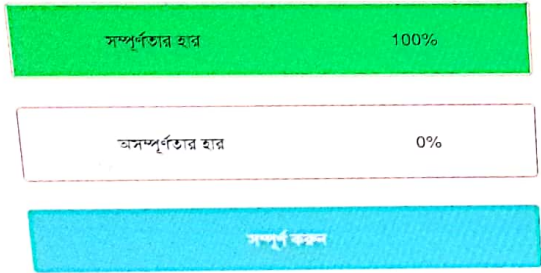 সম্পূর্ণতার হার 100%
অসম্পূর্ণতার হার 0%
সম্পূর্ণ করুন